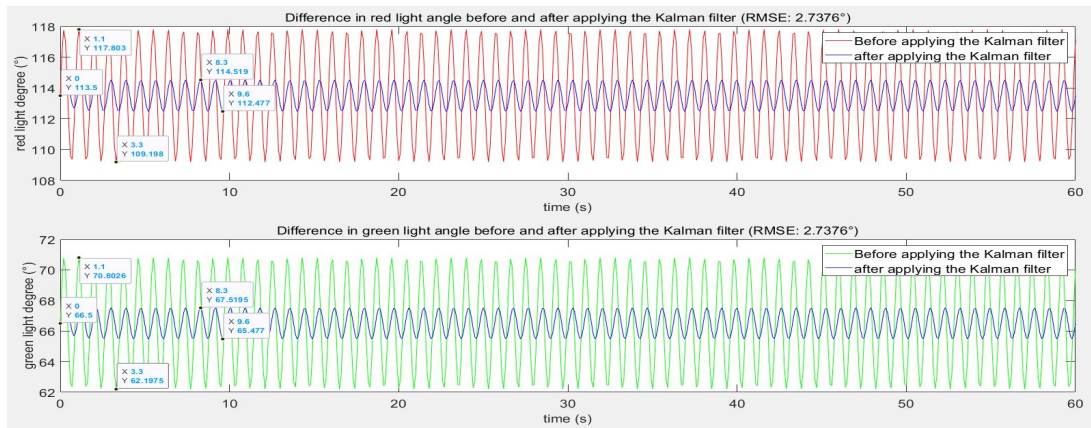 Difference in red light angle before and after applying the Kalman filter (RMSE: 2.7376°)
118
116
114
112
110
108
red light degree (°)
X 1.1
Y 117.803
X 0
Y 113.5
X 8.3
Y 114.519
X 9.6
Y 112.477
X 3.3
Y 109.198
Before applying the Kalman filter
after applying the Kalman filter
0 10 20 30 40 50 60
time (s)
Difference in green light angle before and after applying the Kalman filter (RMSE: 2.7376°)
72
70
68
66
64
62
green light degree (°)
X 1.1
Y 70.8026
X 0
Y 66.5
X 8.3
Y 67.5195
X 9.6
Y 65.477
X 3.3
Y 62.1975
Before applying the Kalman filter
after applying the Kalman filter
0 10 20 30 40 50 60
time (s)